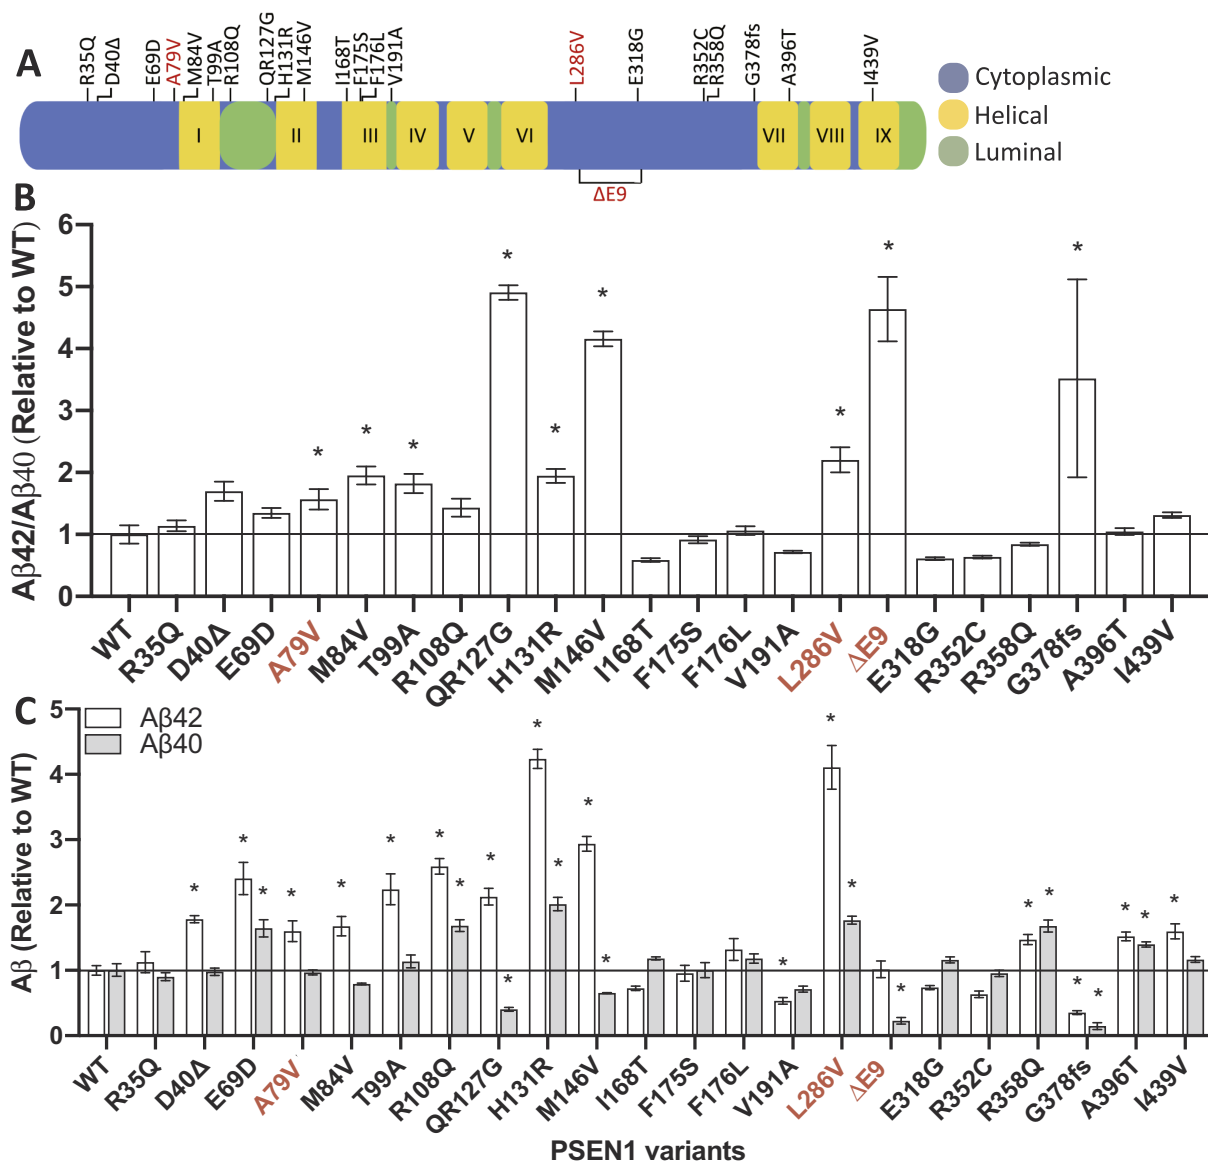 A
R35Q
D40Δ
E69D
A79V
M84V
T99A
R108Q
QR127G
H131R
M146V
I168T
F175S
F176L
V191A
L286V
E318G
R352C
R358Q
G378fs
A396T
I439V
I
II
III
IV
V
VI
VII
VIII
IX
ΔE9
Cytoplasmic
Helical
Luminal
B
Aβ42/Aβ40 (Relative to WT)
6
5
4
3
2
1
0
* * * * * * * * * *
WT
R35Q
D40Δ
E69D
A79V
M84V
T99A
R108Q
QR127G
H131R
M146V
I168T
F175S
F176L
V191A
L286V
ΔE9
E318G
R352C
R358Q
G378fs
A396T
I439V
C
Aβ42
Aβ40
Aβ (Relative to WT)
5
4
3
2
1
0
* * * * * * * * * * * * * * * * * * * * * * * * *
WT
R35Q
D40Δ
E69D
A79V
M84V
T99A
R108Q
QR127G
H131R
M146V
I168T
F175S
F176L
V191A
L286V
ΔE9
E318G
R352C
R358Q
G378fs
A396T
I439V
PSEN1 variants